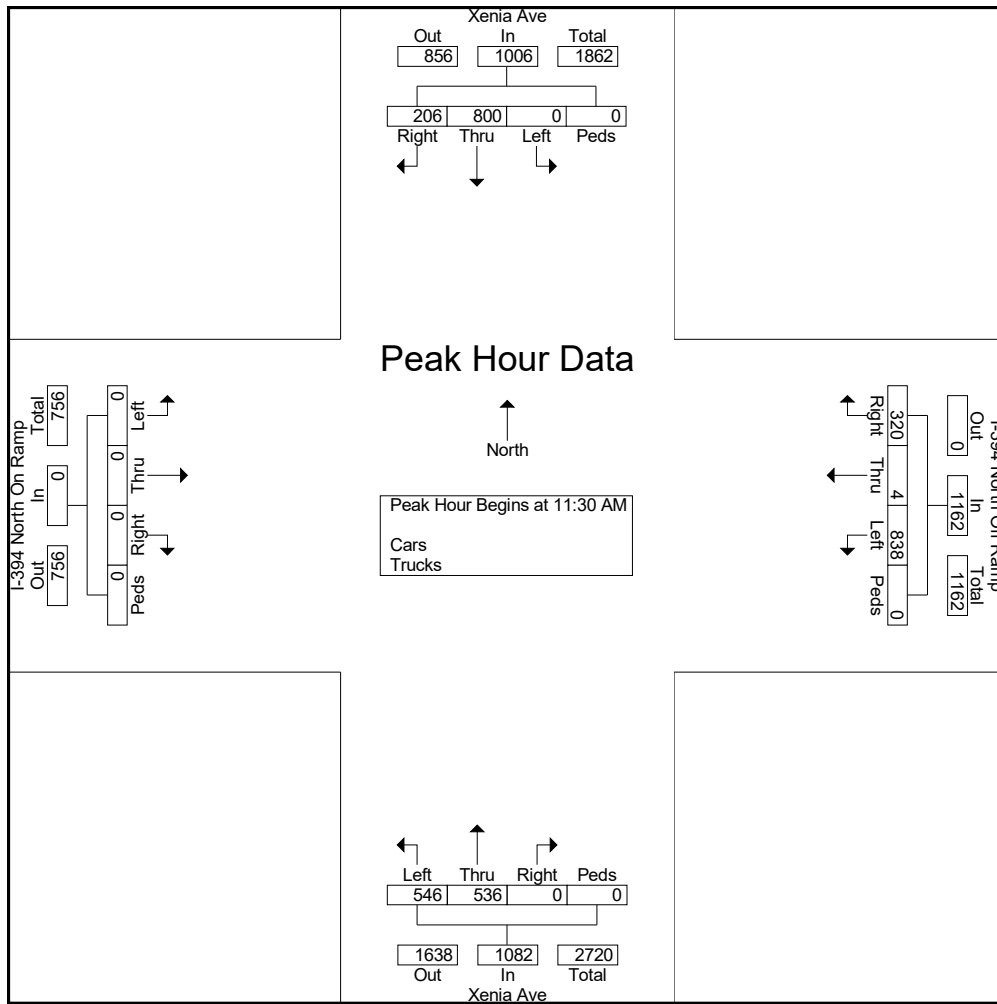 Xenia Ave
Out In Total
856 1006 1862
206 800 0 0
Right Thru Left Peds
Peak Hour Data
North
Peak Hour Begins at 11:30 AM
Cars
Trucks
I-394 North On Ramp
Total In Out
756 0 756
0 0 0 0
Left Thru Right Peds
I-394 North On Ramp
Out In Total
0 1162 1162
320 4 838 0
Right Thru Left Peds
Left Thru Right Peds
546 536 0 0
1638 1082 2720
Out In Total
Xenia Ave